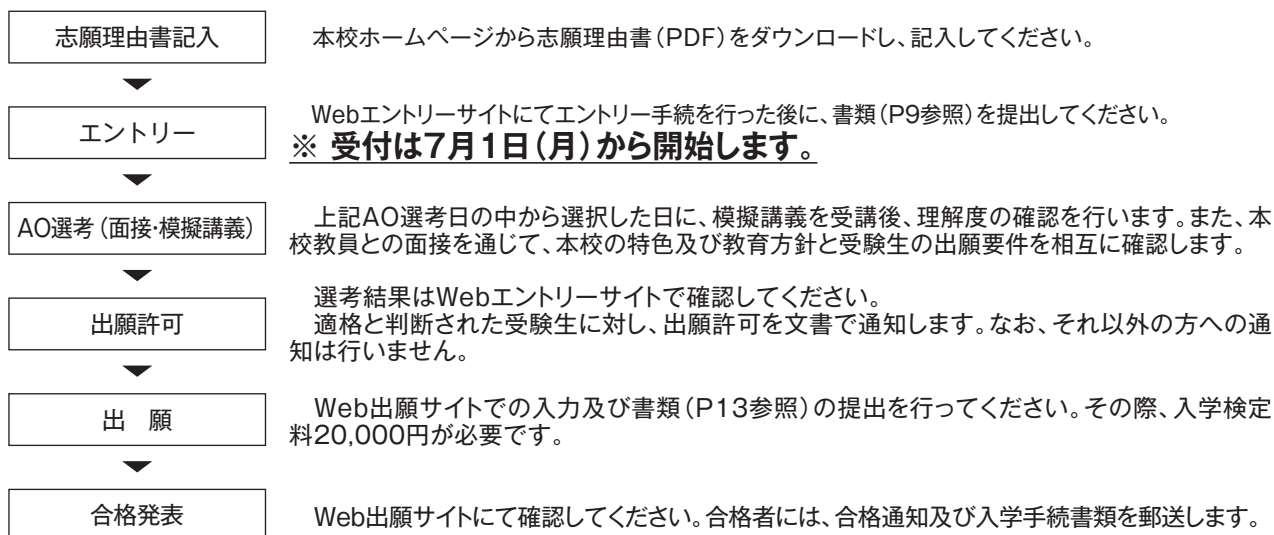 志願理由書記入
本校ホームページから志願理由書（PDF）をダウンロードし、記入してください。
エントリー
Webエントリーサイトにてエントリー手続を行った後に、書類（P9参照）を提出してください。
※ 受付は7月1日（月）から開始します。
AO選考（面接・模擬講義）
上記AO選考日の中から選択した日に、模擬講義を受講後、理解度の確認を行います。また、本
校教員との面接を通じて、本校の特色及び教育方針と受験生の出願要件を相互に確認します。
出願許可
選考結果はWebエントリーサイトで確認してください。
適格と判断された受験生に対し、出願許可を文書で通知します。なお、それ以外の方への通
知は行いません。
出　願
Web出願サイトでの入力及び書類（P13参照）の提出を行ってください。その際、入学検定
料20,000円が必要です。
合格発表
Web出願サイトにて確認してください。合格者には、合格通知及び入学手続書類を郵送します。